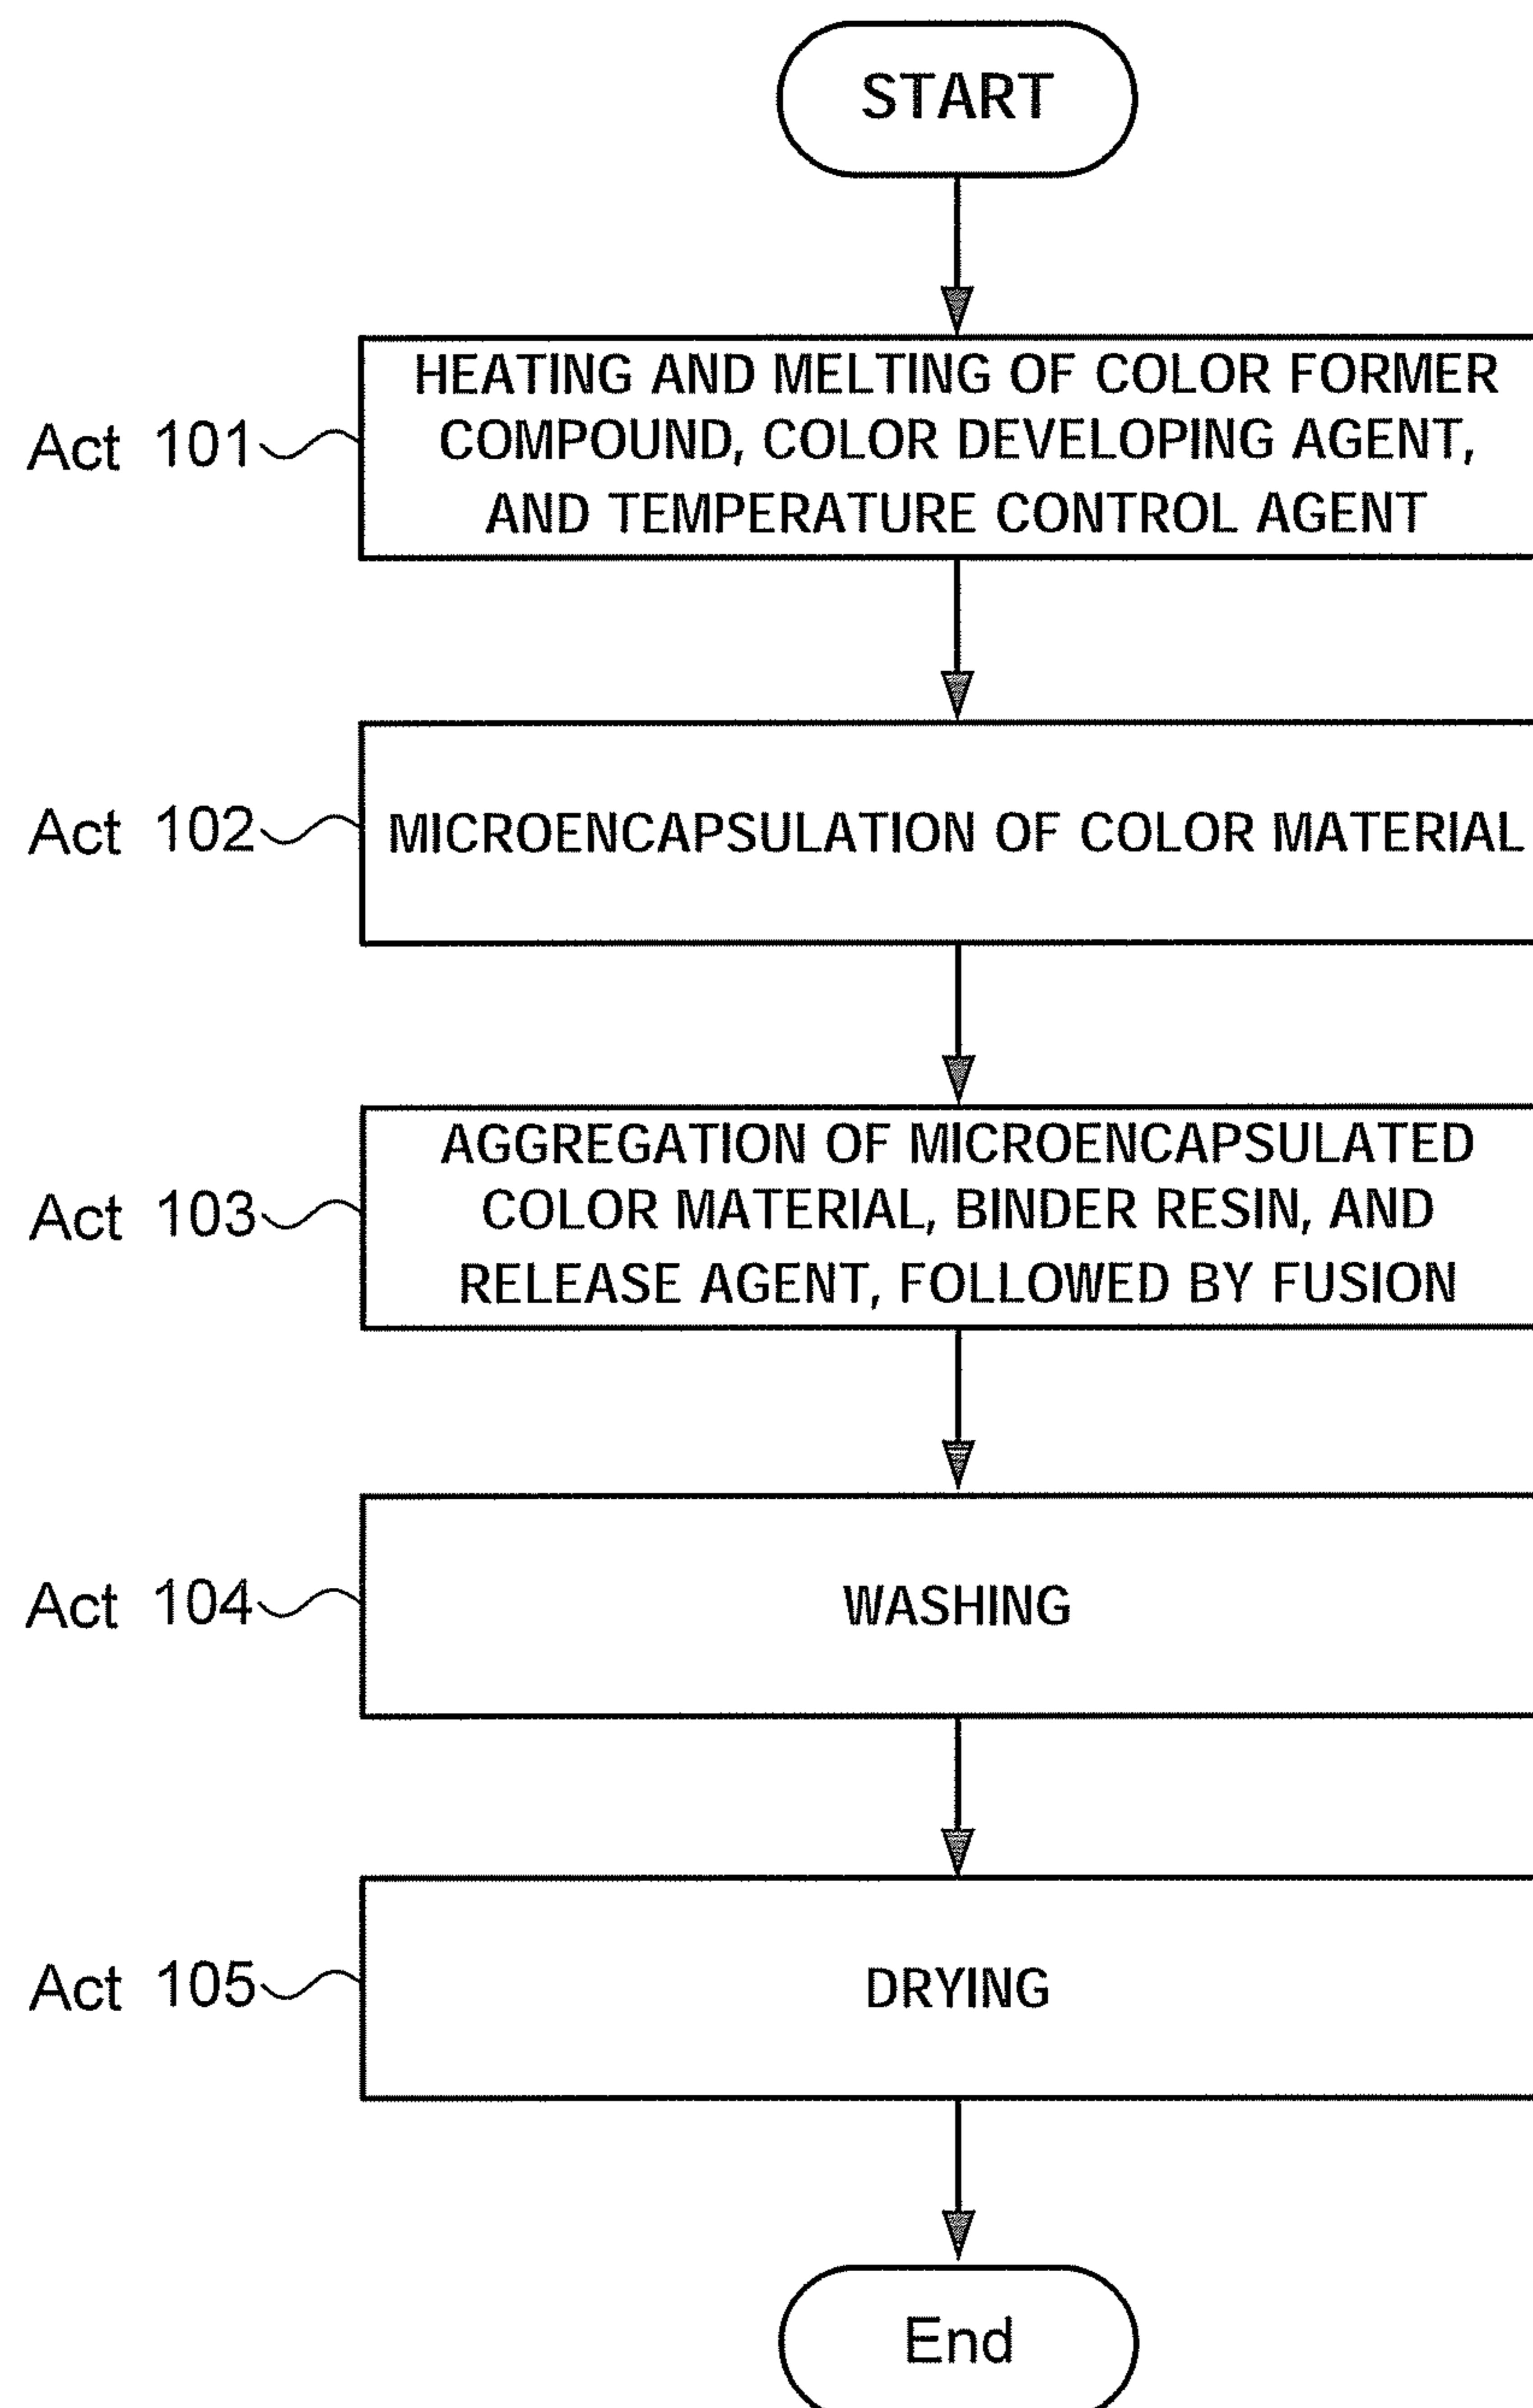 START
Act 101
HEATING AND MELTING OF COLOR FORMER
COMPOUND, COLOR DEVELOPING AGENT,
AND TEMPERATURE CONTROL AGENT
Act 102
MICROENCAPSULATION OF COLOR MATERIAL
Act 103
AGGREGATION OF MICROENCAPSULATED
COLOR MATERIAL, BINDER RESIN, AND
RELEASE AGENT, FOLLOWED BY FUSION
Act 104
WASHING
Act 105
DRYING
End